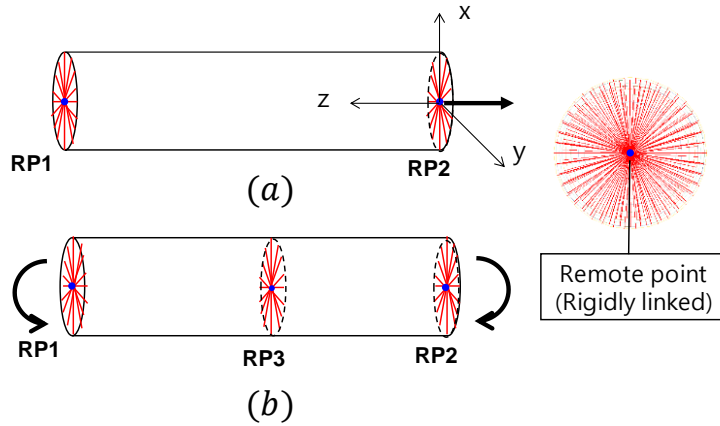 x
z
y
RP1
RP2
(a)
RP1
RP3
RP2
(b)
Remote point
(Rigidly linked)